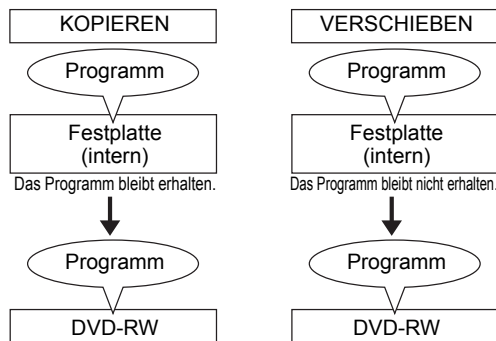 KOPIEREN
Programm
Festplatte
(intern)
Das Programm bleibt erhalten.
Programm
DVD-RW
VERSCHIEBEN
Programm
Festplatte
(intern)
Das Programm bleibt nicht erhalten.
Programm
DVD-RW